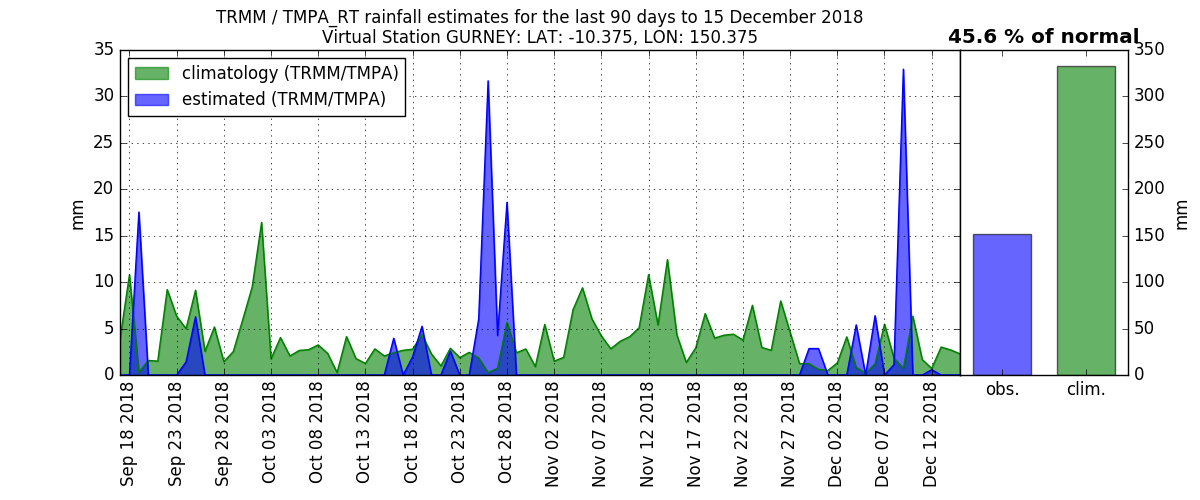 TRMM / TMPA_RT rainfall estimates for the last 90 days to 15 December 2018
Virtual Station GURNEY: LAT: -10.375, LON: 150.375
45.6 % of normal
climatology (TRMM/TMPA)
estimated (TRMM/TMPA)
mm
35
30
25
20
15
10
5
0
Sep 18 2018
Sep 23 2018
Sep 28 2018
Oct 03 2018
Oct 08 2018
Oct 13 2018
Oct 18 2018
Oct 23 2018
Oct 28 2018
Nov 02 2018
Nov 07 2018
Nov 12 2018
Nov 17 2018
Nov 22 2018
Nov 27 2018
Dec 02 2018
Dec 07 2018
Dec 12 2018
obs.
clim.
350
300
250
200
150
100
50
0
mm